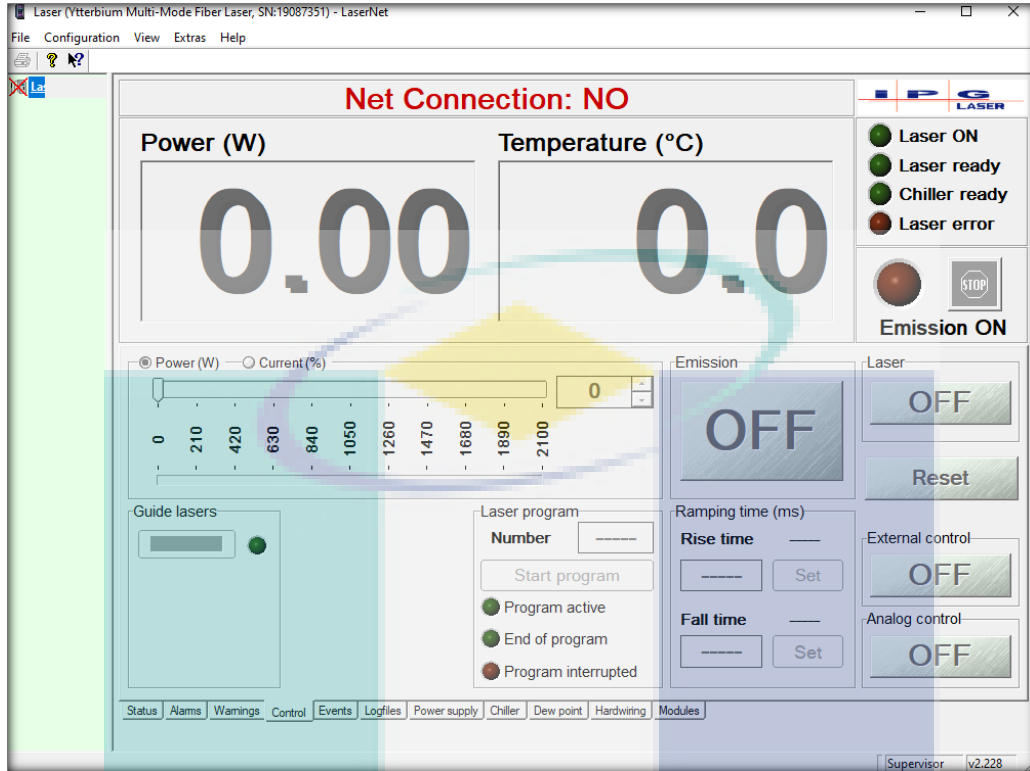 Laser (Ytterbium Multi-Mode Fiber Laser, SN:19087351) - LaserNet
File Configuration View Extras Help
Las
Net Connection: NO
IPG
LASER
Power (W)
Temperature (°C)
0.00
0.0
Laser ON
Laser ready
Chiller ready
Laser error
STOP
Emission ON
Power (W) Current (%)
0
0 210 420 630 840 1050 1260 1470 1680 1890 2100
Emission
OFF
Laser
OFF
Reset
Guide lasers
Laser program
Number -----
Start program
Program active
End of program
Program interrupted
Ramping time (ms)
Rise time ----
----- Set
Fall time ----
----- Set
External control
OFF
Analog control
OFF
Status Alarms Warnings Control Events Logfiles Power supply Chiller Dew point Hardwiring Modules
Supervisor v2.228